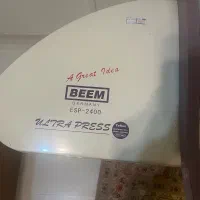 A Great Idea
BEEM
GERMANY
ESP-2400
ULTRA PRESS